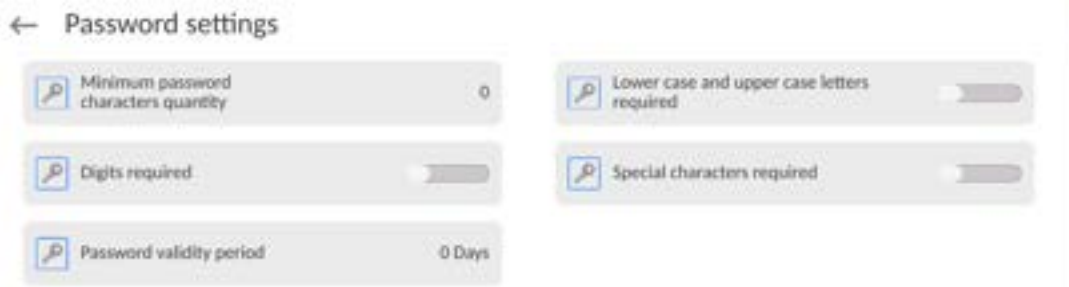 Password settings
Minimum password
characters quantity
0
Lower case and upper case letters
required
Digits required
Special characters required
Password validity period
0 Days